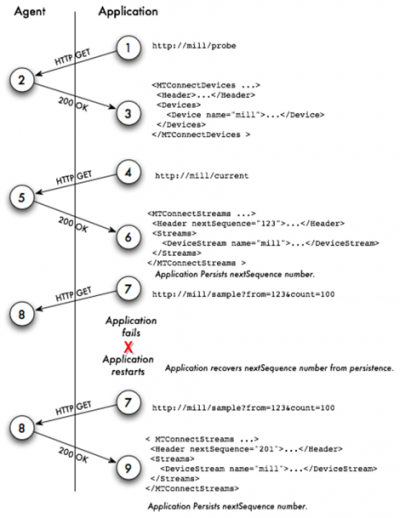 Agent Application
1 http://mill/probe
HTTP GET
2
200 OK
3
<MTConnectDevices ...>
<Header>...</Header>
<Devices>
<Device name="mill">...</Device>
</Devices>
</MTConnectDevices >
4 http://mill/current
HTTP GET
5
200 OK
6
<MTConnectStreams ...>
<Header nextSequence="123">...</Header>
<Streams>
<DeviceStream name="mill">...</DeviceStream>
</Streams>
</MTConnectStreams >
Application Persists nextSequence number.
7 http://mill/sample?from=123&count=100
HTTP GET
8
Application
fails
X
Application
restarts
Application recovers nextSequence number from persistence.
7 http://mill/sample?from=123&count=100
HTTP GET
8
200 OK
9
< MTConnectStreams ...>
<Header nextSequence="201">...</Header>
<Streams>
<DeviceStream name="mill">...</DeviceStream>
</Streams>
</MTConnectStreams>
Application Persists nextSequence number.